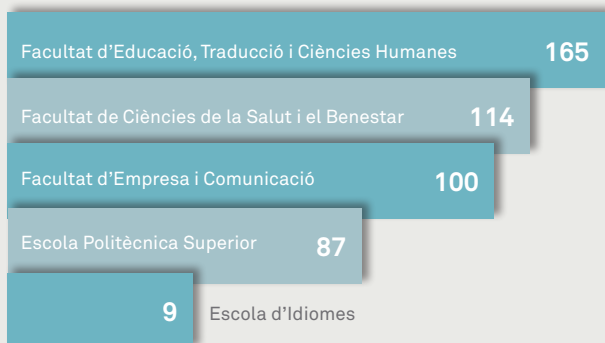 Facultat d’Educació, Traducció i Ciències Humanes 165
Facultat de Ciències de la Salut i el Benestar 114
Facultat d’Empresa i Comunicació 100
Escola Politècnica Superior 87
9 Escola d’Idiomes